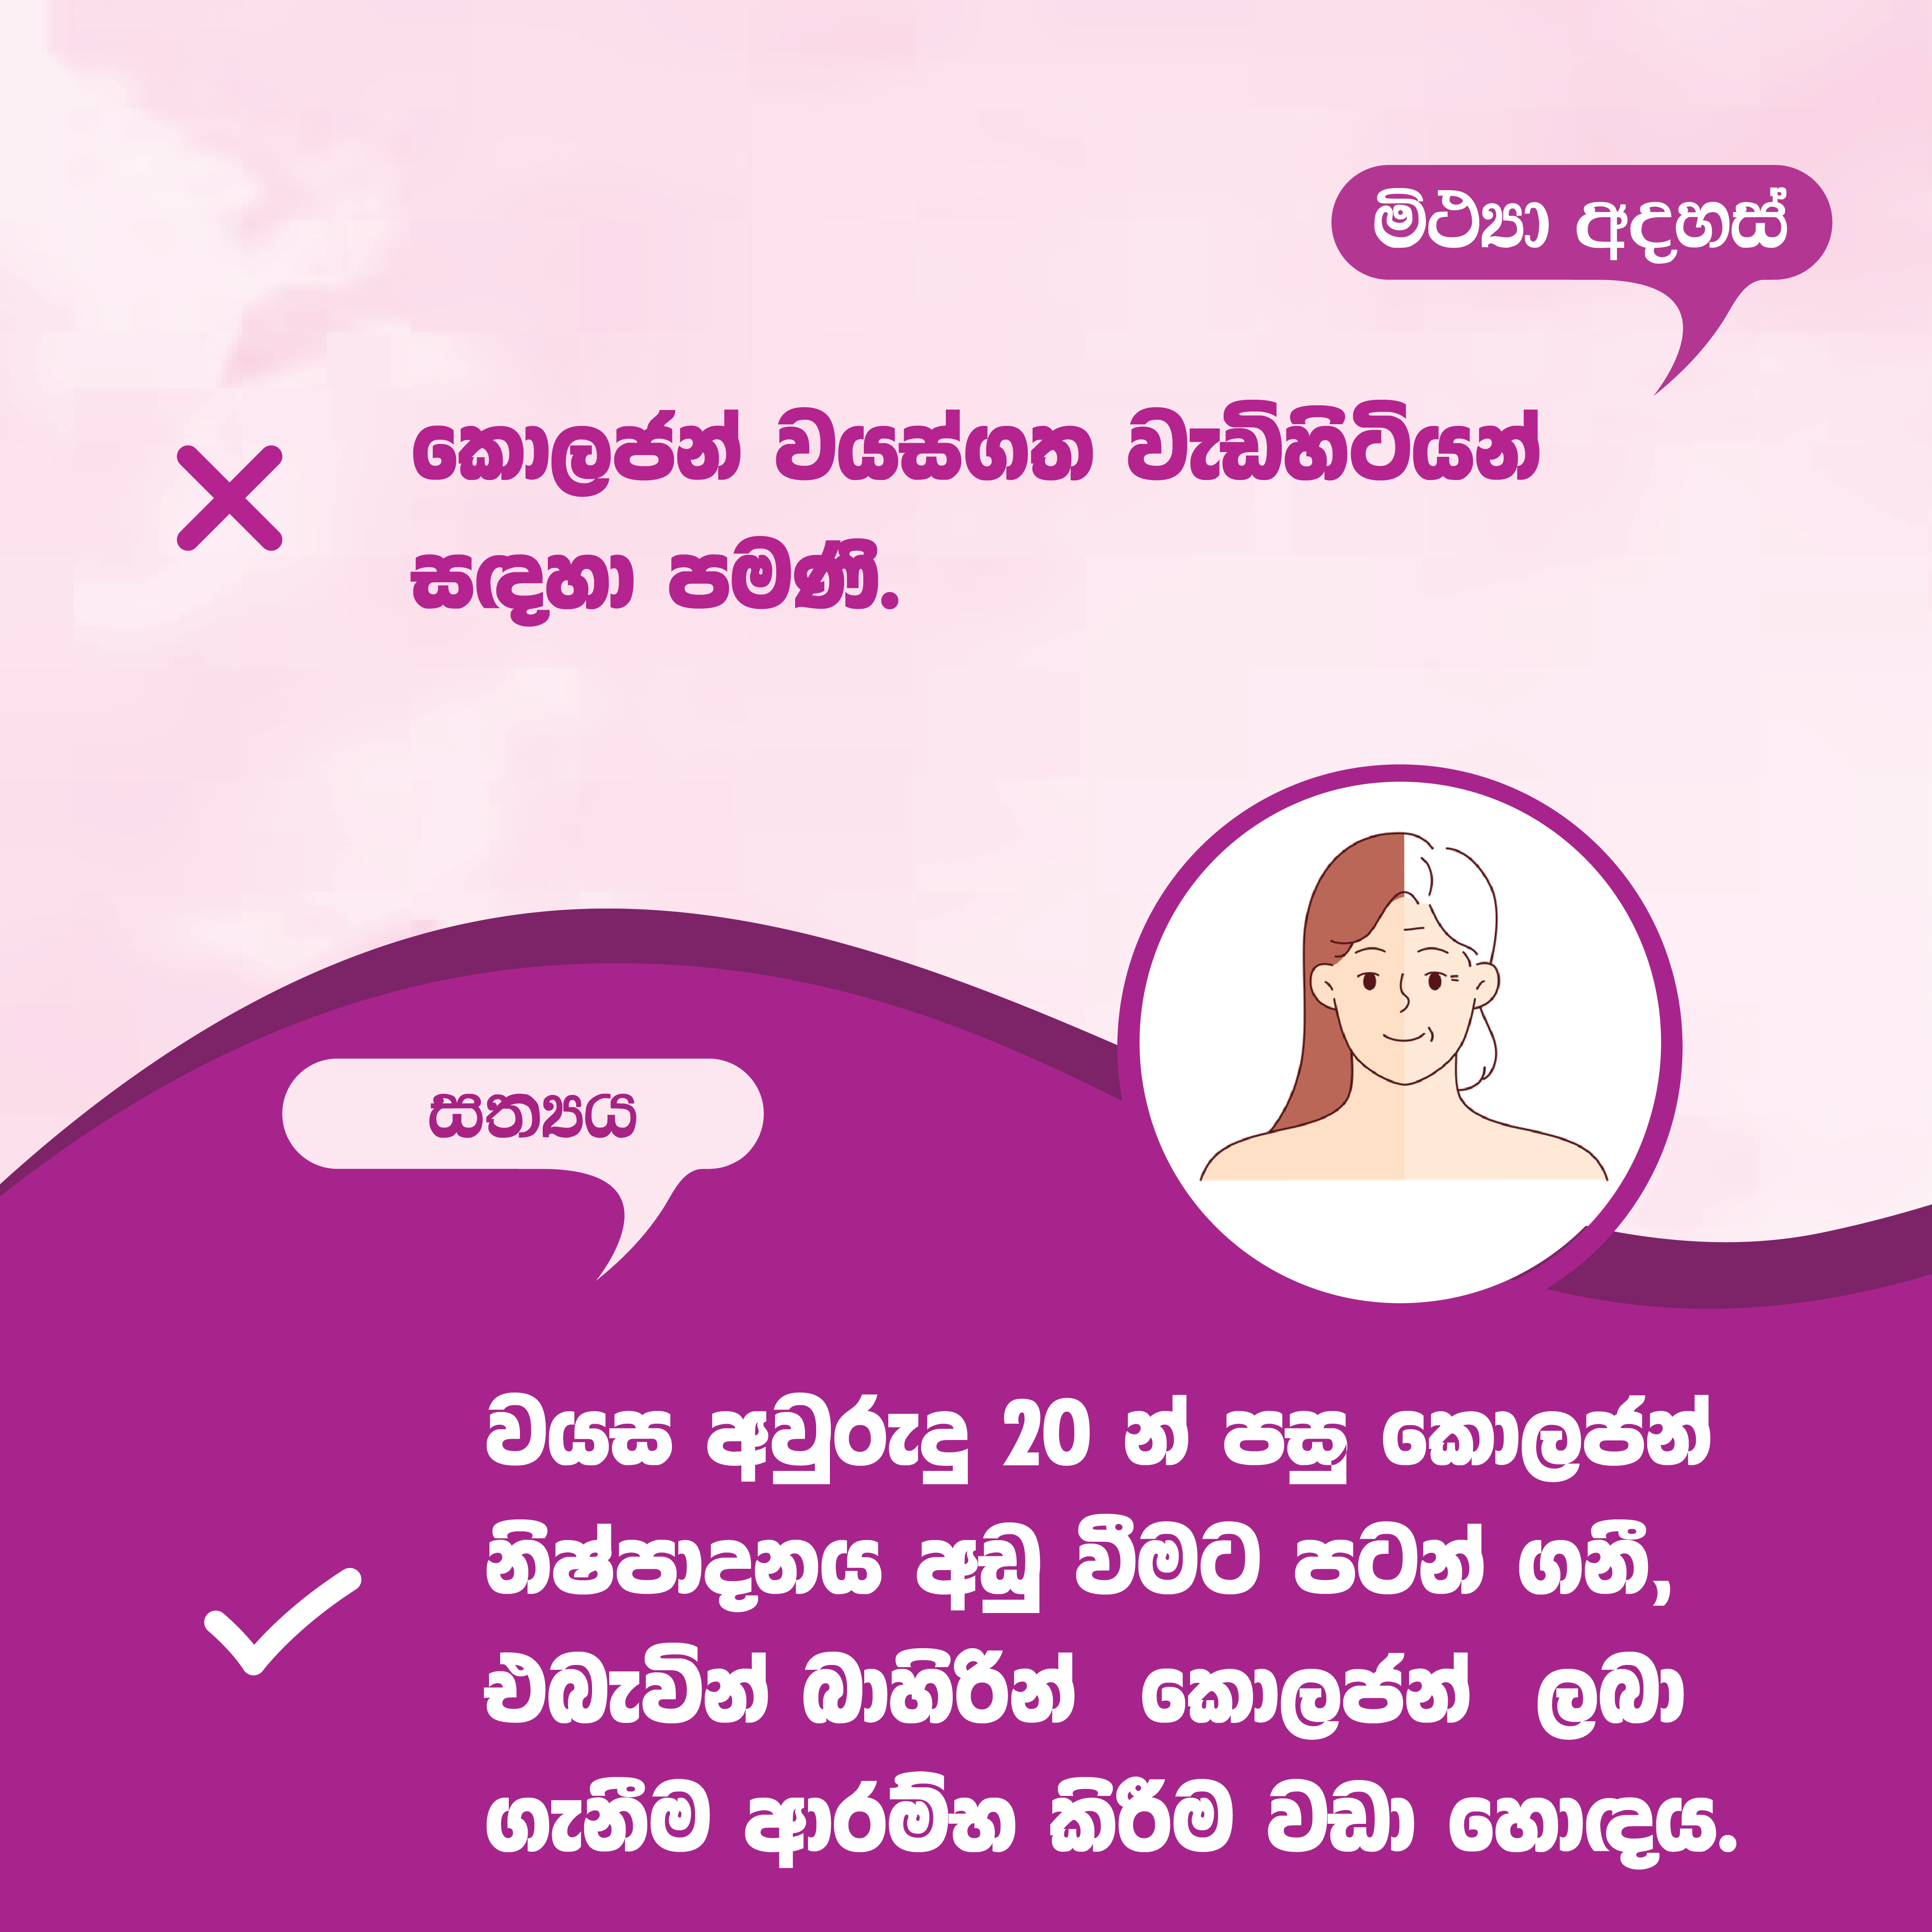 මිථ්‍යා අදහස්
කොලජන් වයස්ගත වැඩිහිටියන්
සඳහා පමණි.
සත්‍යය
වයස අවුරුදු 20 න් පසු කොලජන්
නිෂ්පාදනය අඩු වීමට පටන් ගනී,
එබැවින් බාහිරින් කොලජන් ලබා
ගැනීම ආරම්භ කිරීම වඩා හොඳය.